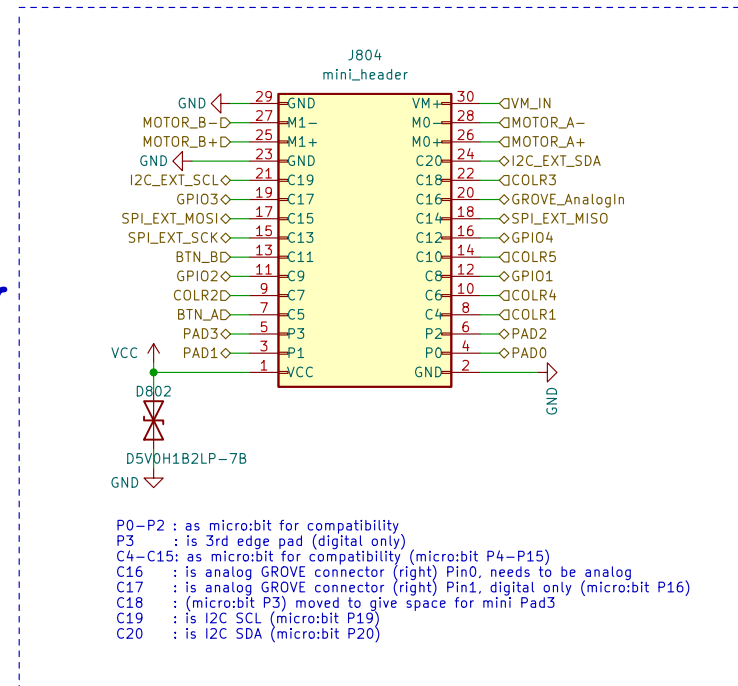 J804
mini_header
GND 29 GND VM+ 30 VM_IN
MOTOR_B- 27 M1- M0- 28 MOTOR_A-
MOTOR_B+ 25 M1+ M0+ 26 MOTOR_A+
GND 23 GND C20 24 I2C_EXT_SDA
I2C_EXT_SCL 21 C19 C18 22 COLR3
GPIO3 19 C17 C16 20 GROVE_AnalogIn
SPI_EXT_MOSI 17 C15 C14 18 SPI_EXT_MISO
SPI_EXT_SCK 15 C13 C12 16 GPIO4
BTN_B 13 C11 C10 14 COLR5
GPIO2 11 C9 C8 12 GPIO1
COLR2 9 C7 C6 10 COLR4
BTN_A 7 C5 C4 8 COLR1
PAD3 5 P3 P2 6 PAD2
PAD1 3 P1 P0 4 PAD0
VCC 1 VCC GND 2 GND
D802
D5V0H1B2LP-7B
GND
P0-P2 : as micro:bit for compatibility
P3 : is 3rd edge pad (digital only)
C4-C15: as micro:bit for compatibility (micro:bit P4-P15)
C16 : is analog GROVE connector (right) Pin0, needs to be analog
C17 : is analog GROVE connector (right) Pin1, digital only (micro:bit P16)
C18 : (micro:bit P3) moved to give space for mini Pad3
C19 : is I2C SCL (micro:bit P19)
C20 : is I2C SDA (micro:bit P20)